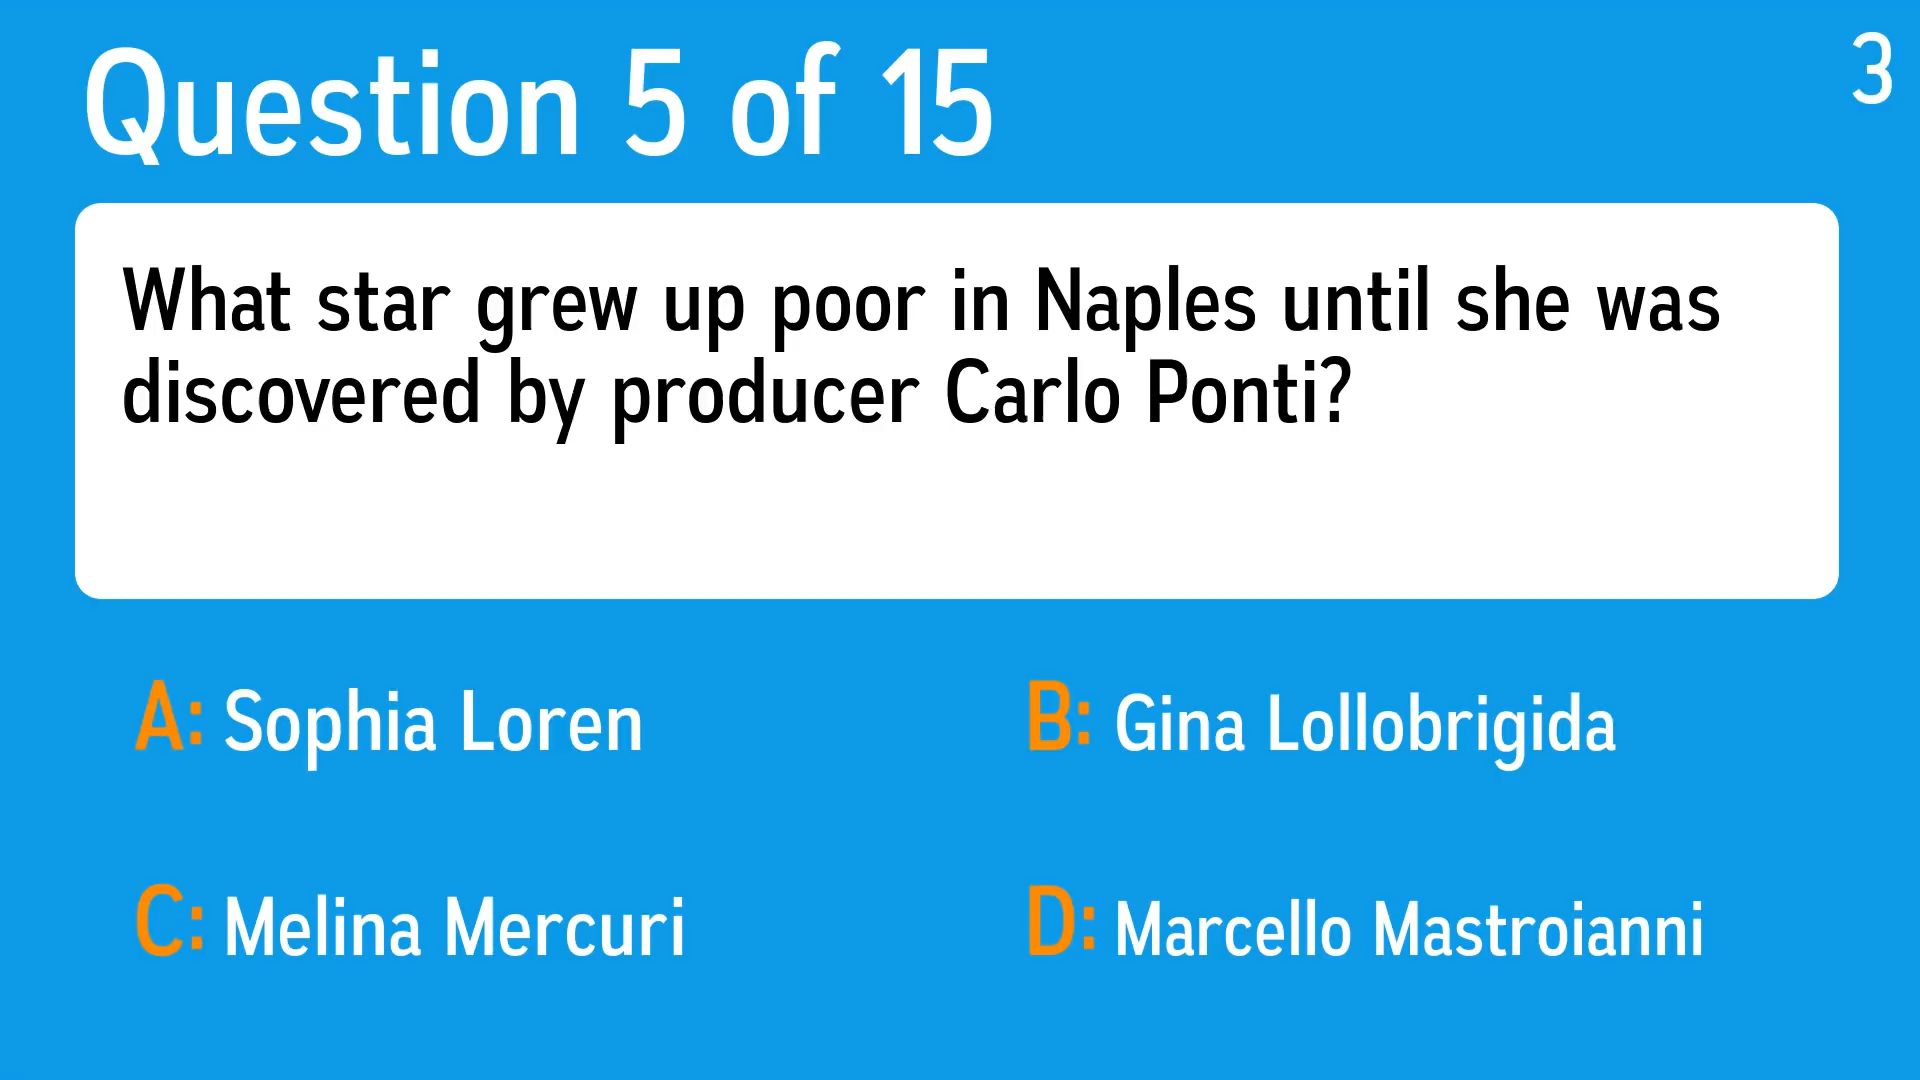 Question 5 of 15
3
What star grew up poor in Naples until she was
discovered by producer Carlo Ponti?
A: Sophia Loren
B: Gina Lollobrigida
C: Melina Mercuri
D: Marcello Mastroianni